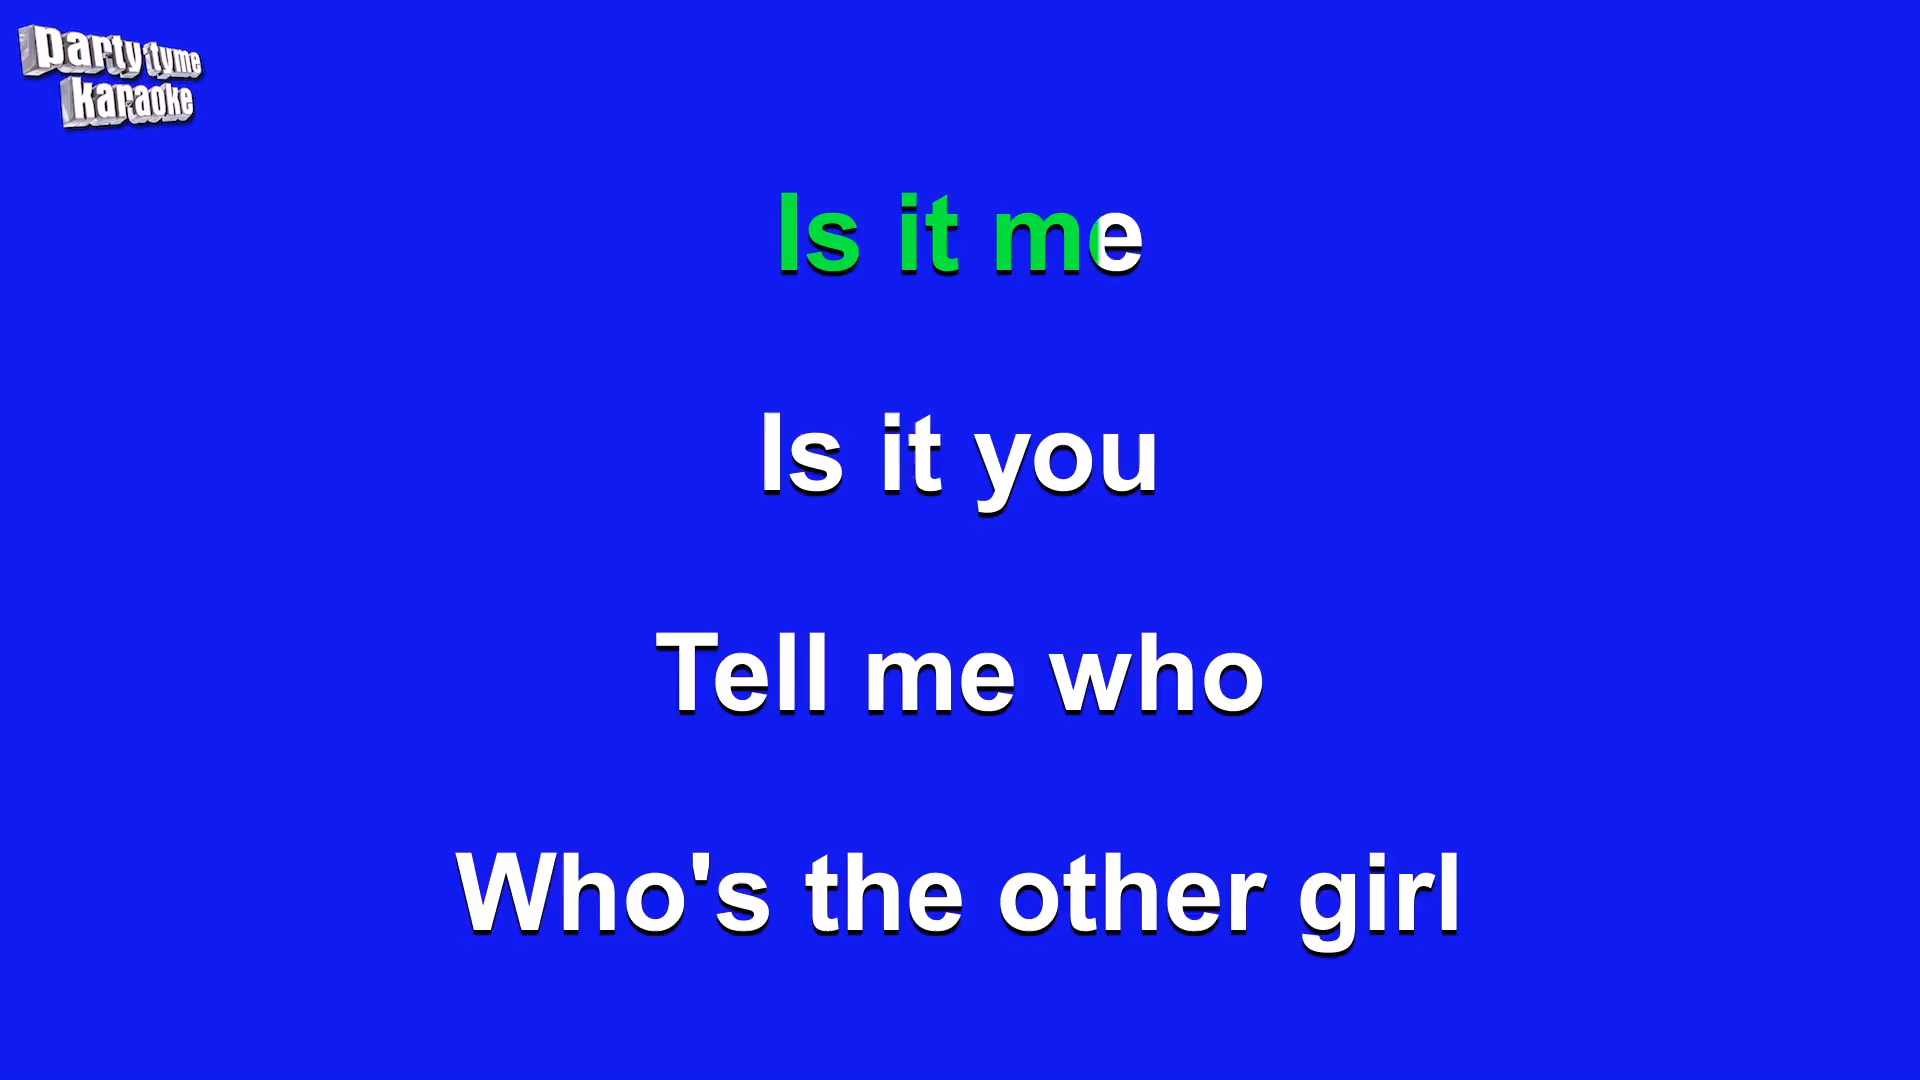 party tyme
karaoke
Is it me
Is it you
Tell me who
Who's the other girl